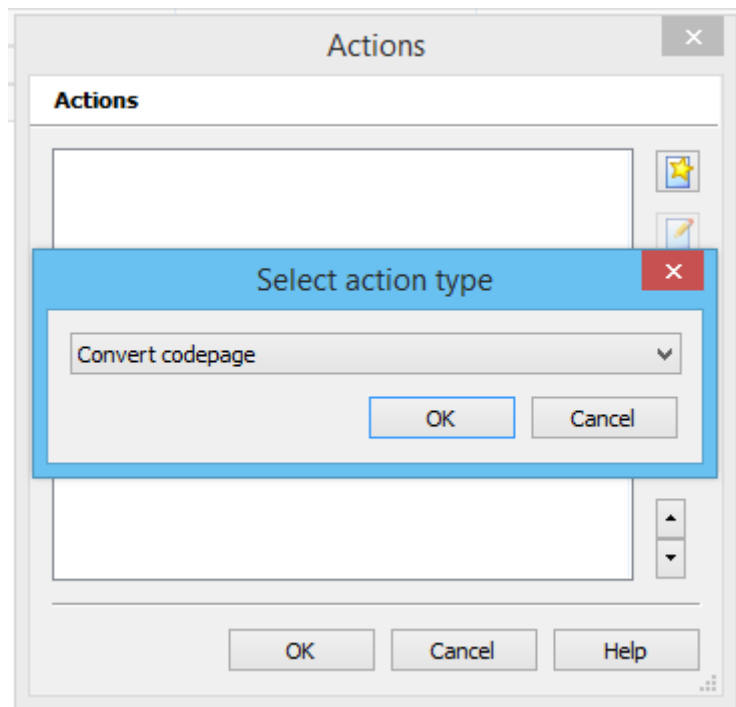 Actions
Actions
Select action type
Convert codepage
OK Cancel
OK Cancel Help